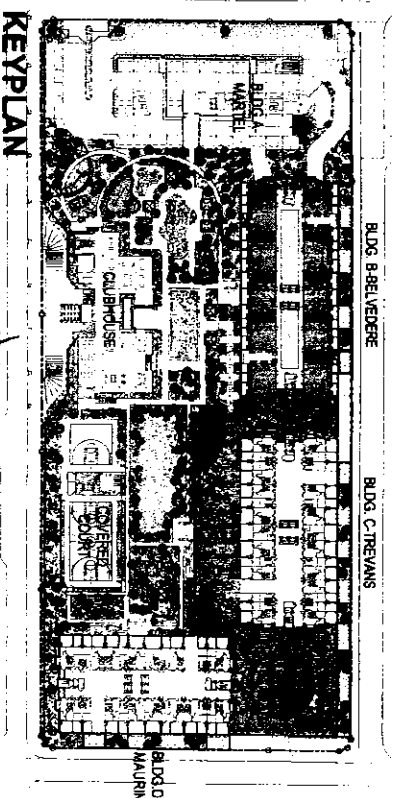 KEYPLAN
BLDG. A
MARTEL
BLDG. B-BELVEDERE
BLDG. C-TREVANS
CLUBHOUSE
COVERED
COURT
BLDG. D
MAURIN